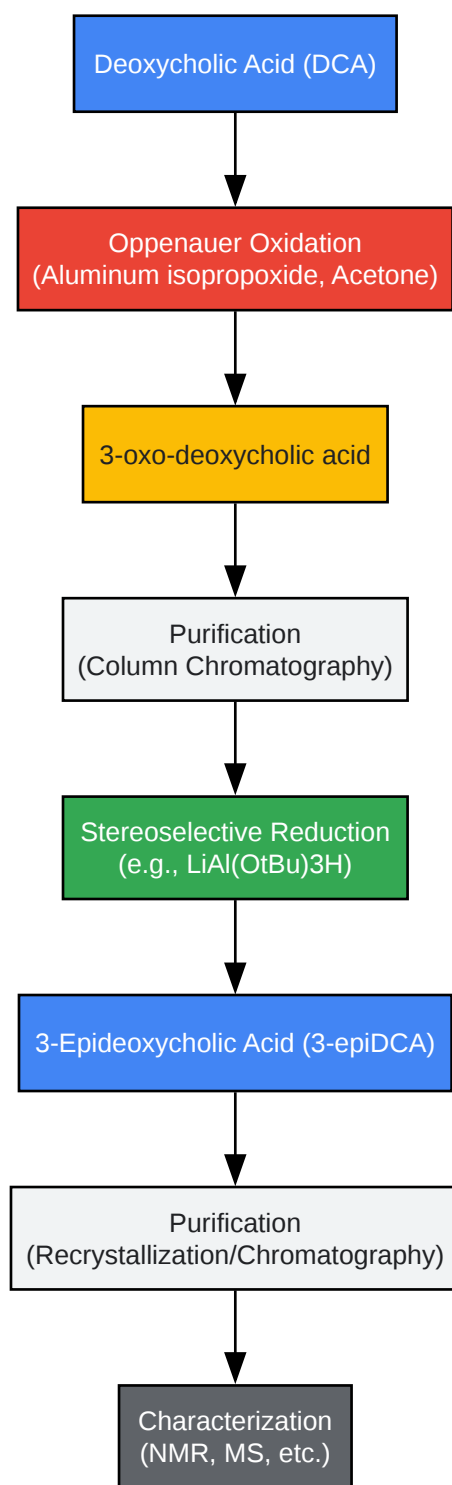 Deoxycholic Acid (DCA)
Oppenauer Oxidation
(Aluminum isopropoxide, Acetone)
3-oxo-deoxycholic acid
Purification
(Column Chromatography)
Stereoselective Reduction
(e.g., LiAl(OtBu)3H)
3-Epideoxycholic Acid (3-epiDCA)
Purification
(Recrystallization/Chromatography)
Characterization
(NMR, MS, etc.)